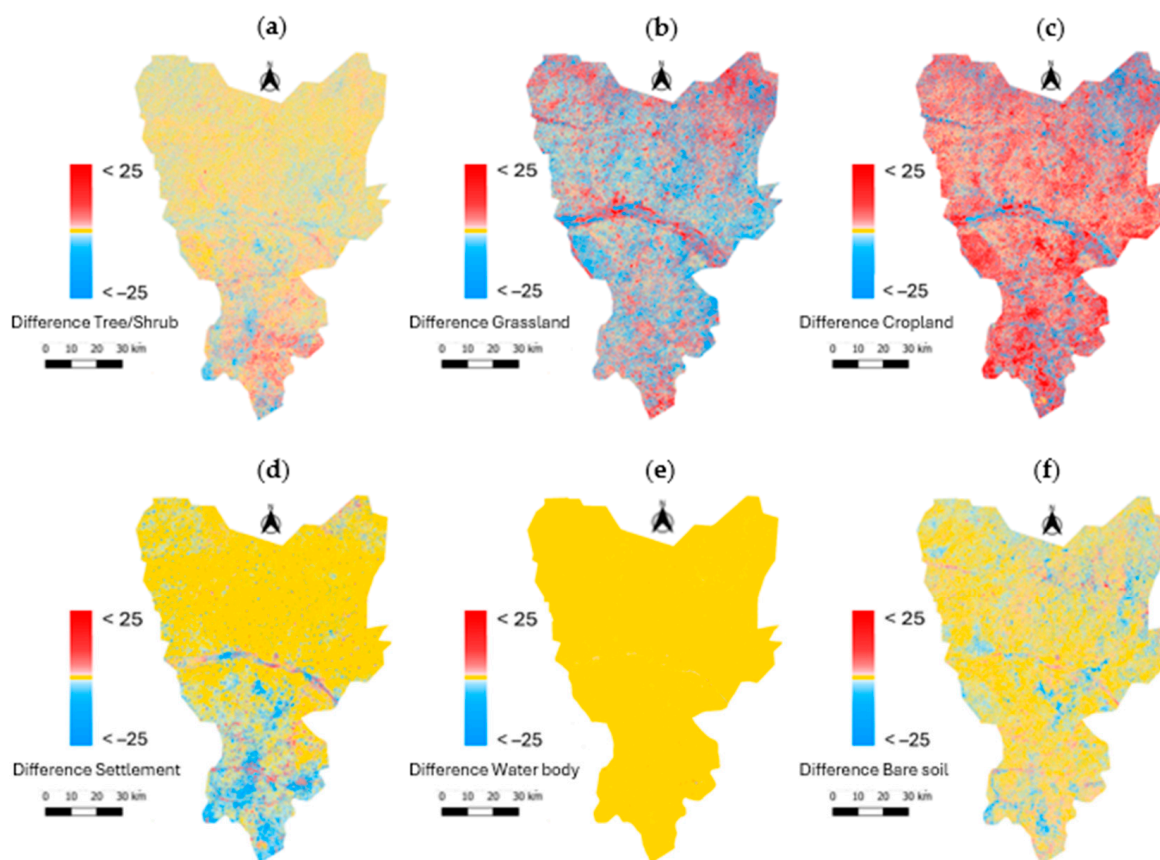 (a)
(b)
(c)
N
N
N
< 25
< 25
< 25
< −25
< −25
< −25
Difference Tree/Shrub
Difference Grassland
Difference Cropland
0 10 20 30 km
0 10 20 30 km
0 10 20 30 km
(d)
(e)
(f)
N
N
N
< 25
< 25
< 25
< −25
< −25
< −25
Difference Settlement
Difference Water body
Difference Bare soil
0 10 20 30 km
0 10 20 30 km
0 10 20 30 km